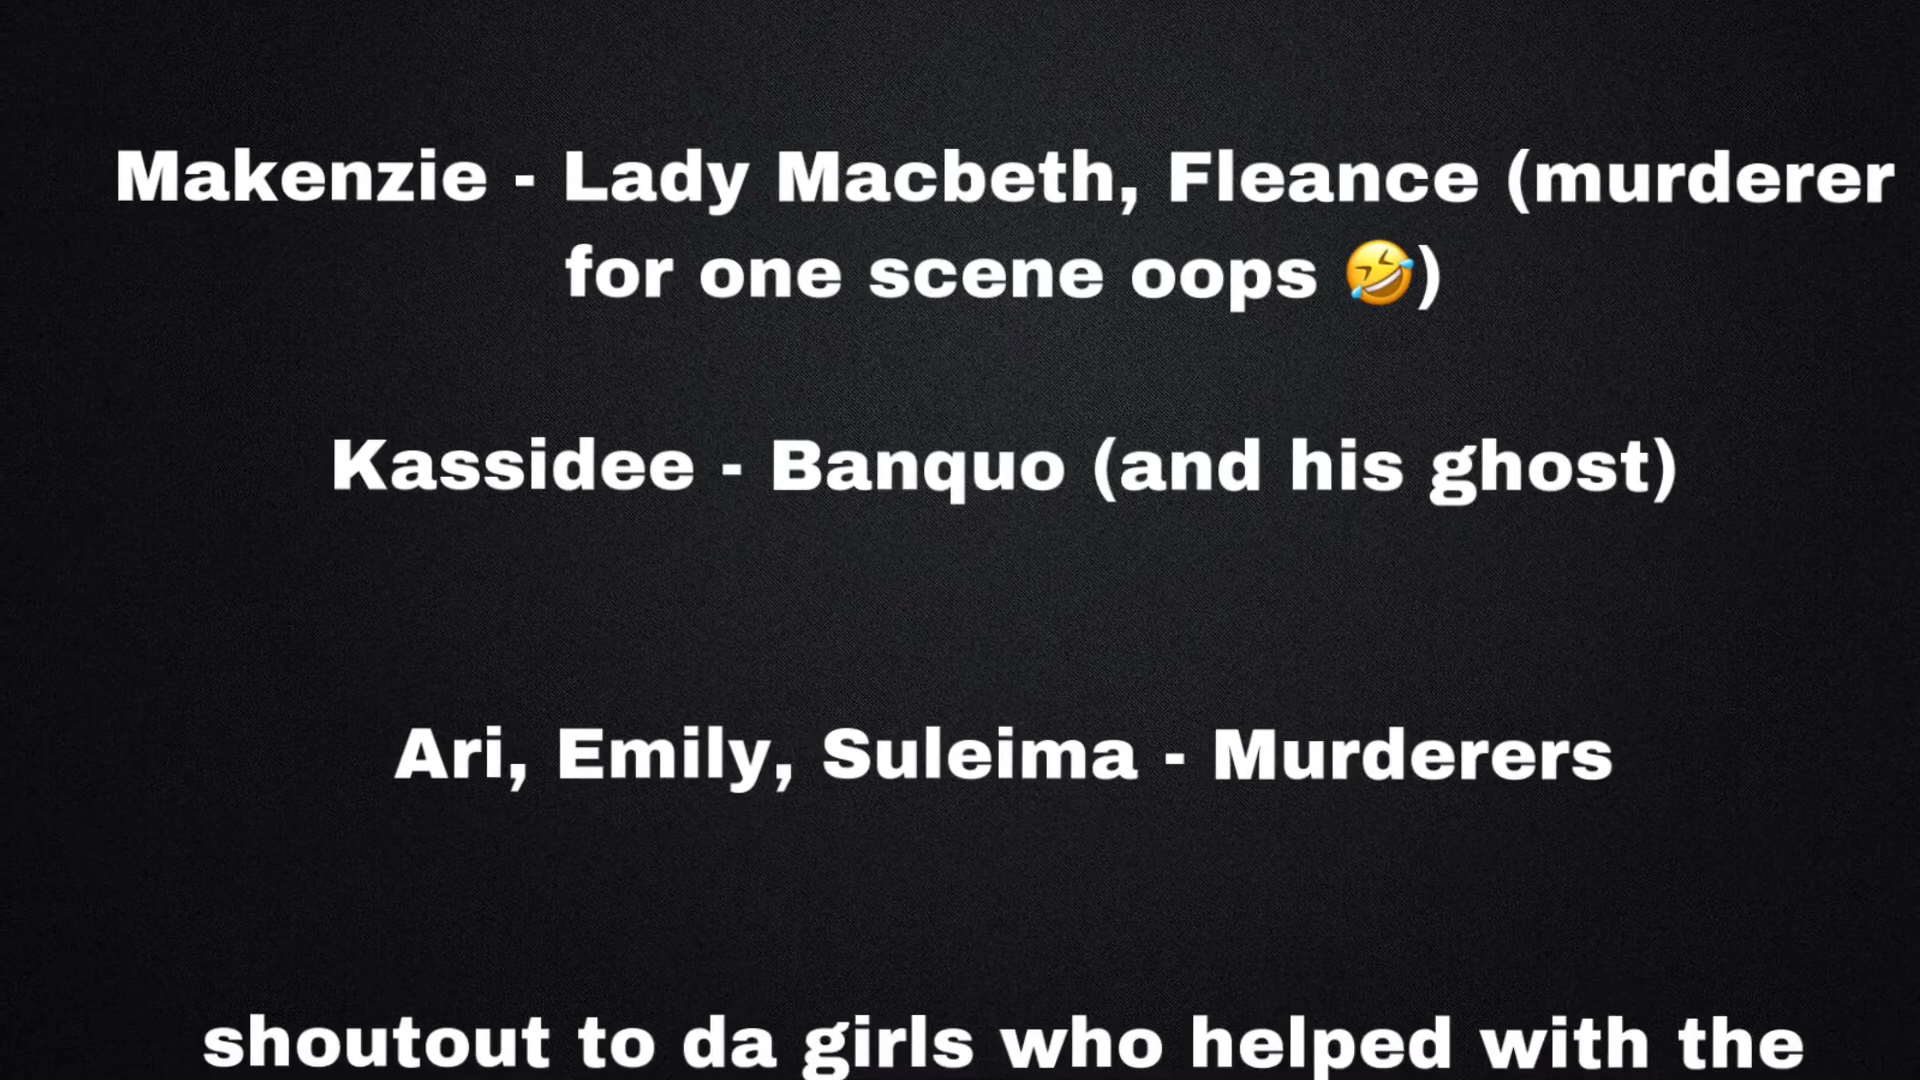 Makenzie - Lady Macbeth, Fleance (murderer
for one scene oops 🤣)
Kassidee - Banquo (and his ghost)
Ari, Emily, Suleima - Murderers
shoutout to da girls who helped with the